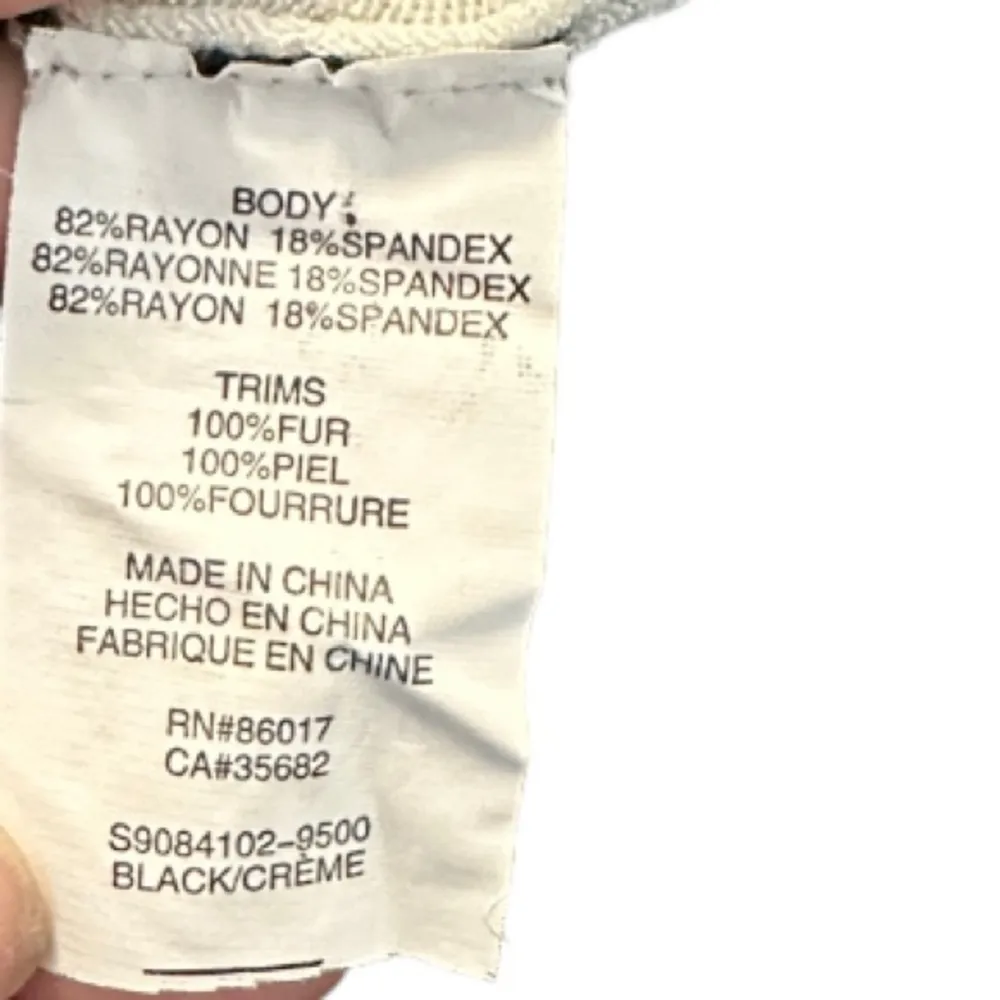 BODY:
82%RAYON 18%SPANDEX
82%RAYONNE 18%SPANDEX
82%RAYON 18%SPANDEX
TRIMS
100%FUR
100%PIEL
100%FOURRURE
MADE IN CHINA
HECHO EN CHINA
FABRIQUE EN CHINE
RN#86017
CA#35682
S9084102-9500
BLACK/CRÈME